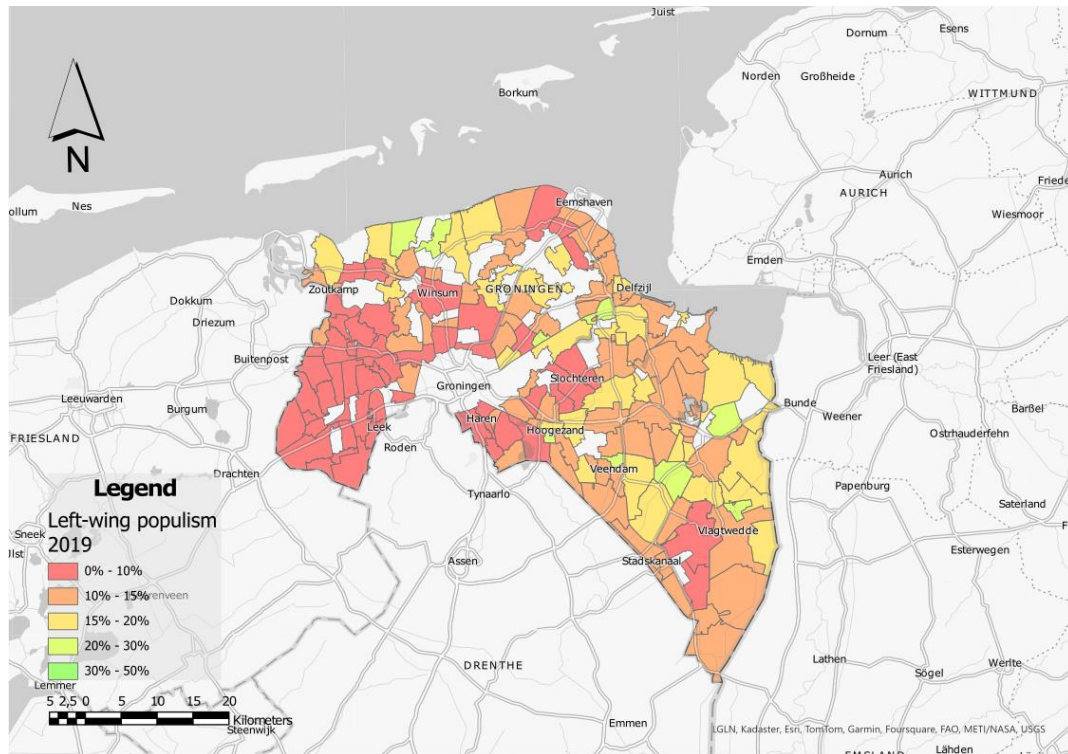 Juist
Dornum
Esens
Norden
Großheide
Borkum
WITTMUND
N
Aurich
Friede
AURICH
ollum
Nes
Wiesmoor
Eemshaven
Emden
Zoutkamp
Winsum
GRONINGEN
Delfzijl
Dokkum
Driezum
Buitenpost
Leer (East
Friesland)
Slochteren
Groningen
Leeuwarden
Burgum
Bunde
Weener
Barßel
FRIESLAND
Leek
Haren
Hoogezand
Ostrhauderfehn
Roden
Drachten
Veendam
Tynaarlo
Papenburg
Saterland
Legend
Left-wing populism
2019
Vlagtwedde
Sneek
Esterwegen
Assen
Stadskanaal
0% - 10%
10% - 15%
15% - 20%
20% - 30%
30% - 50%
DRENTHE
Lathen
Sögel
Werlte
Lemmer
5 2,5 0 5 10 15 20
Kilometers
Steenwijk
Emmen
LGLN, Kadaster, Esri, TomTom, Garmin, Foursquare, FAO, METI/NASA, USGS
EMSLAND
Lähden